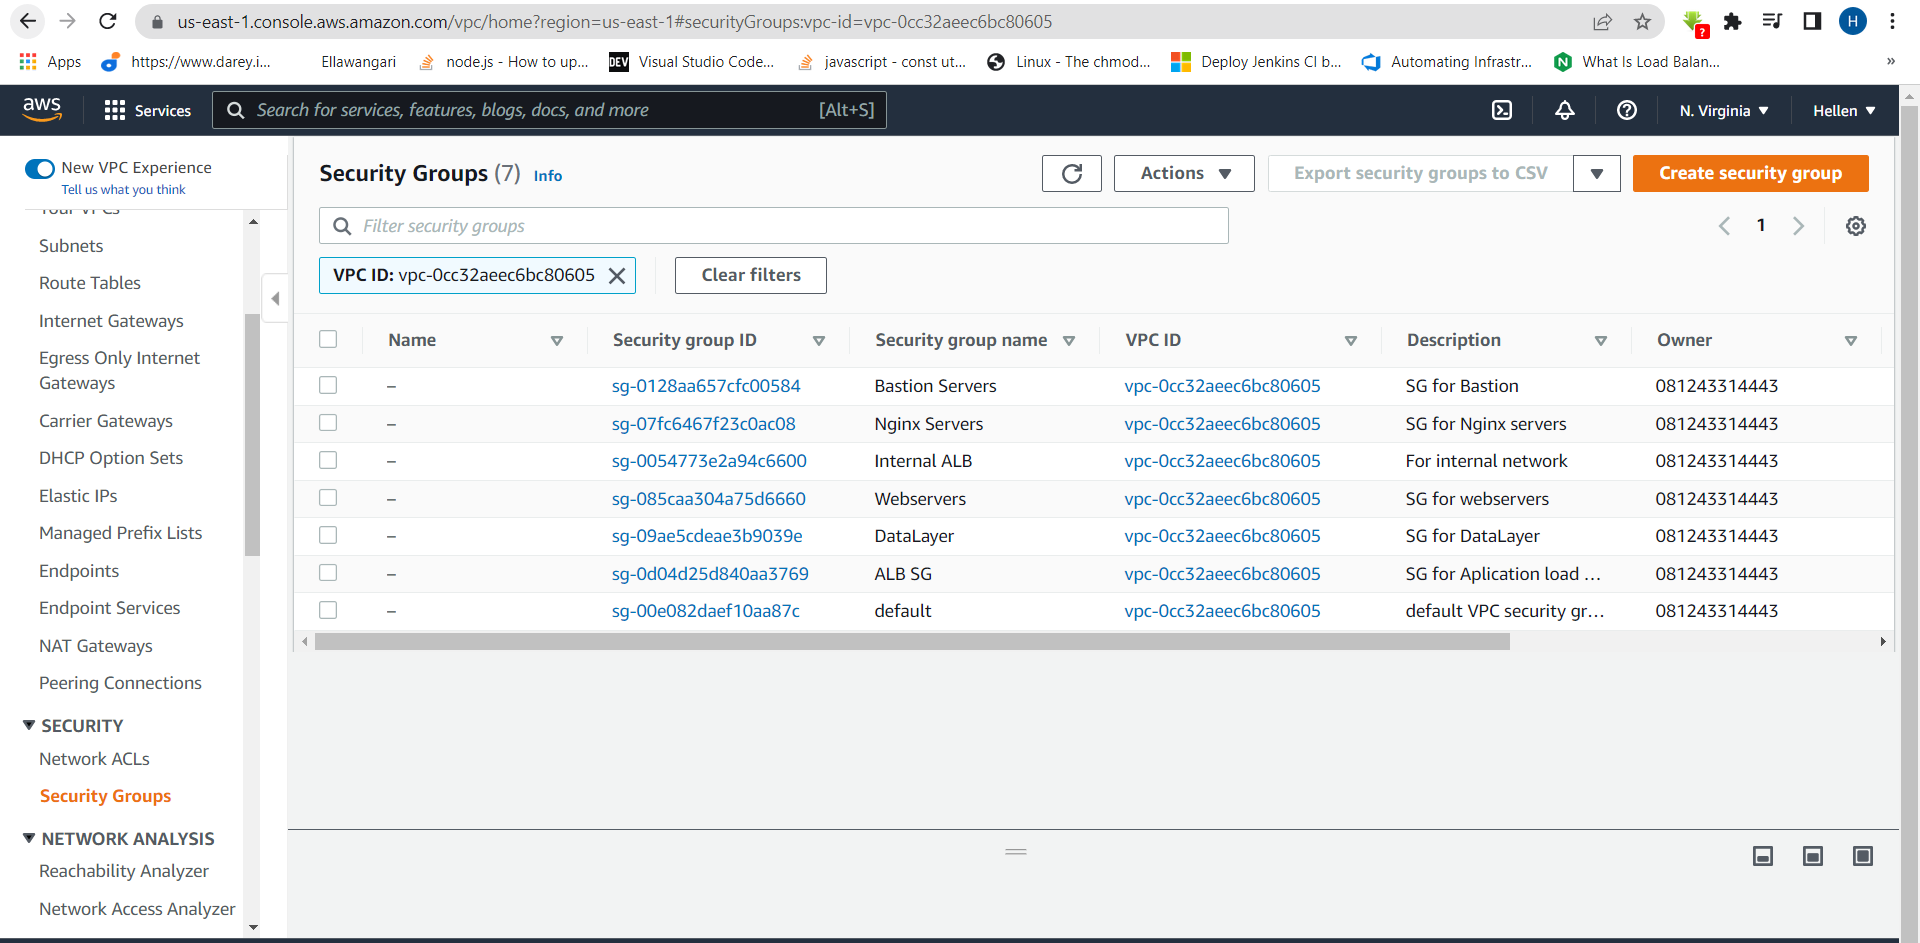 us-east-1.console.aws.amazon.com/vpc/home?region=us-east-1#securityGroups:vpc-id=vpc-0cc32aeec6bc80605
?
H
Apps https://www.darey.i... Ellawangari node.js - How to up... DEV Visual Studio Code... javascript - const ut... Linux - The chmod... Deploy Jenkins CI b... Automating Infrastr... N What Is Load Balan... »
aws Services Search for services, features, blogs, docs, and more [Alt+S] N. Virginia Hellen
New VPC Experience
Tell us what you think
Your VPCs
Subnets
Route Tables
Internet Gateways
Egress Only Internet
Gateways
Carrier Gateways
DHCP Option Sets
Elastic IPs
Managed Prefix Lists
Endpoints
Endpoint Services
NAT Gateways
Peering Connections
SECURITY
Network ACLs
Security Groups
NETWORK ANALYSIS
Reachability Analyzer
Network Access Analyzer
Security Groups (7) Info
Actions Export security groups to CSV Create security group
Filter security groups
1
VPC ID: vpc-0cc32aeec6bc80605 Clear filters
Name Security group ID Security group name VPC ID Description Owner
– sg-0128aa657cfc00584 Bastion Servers vpc-0cc32aeec6bc80605 SG for Bastion 081243314443
– sg-07fc6467f23c0ac08 Nginx Servers vpc-0cc32aeec6bc80605 SG for Nginx servers 081243314443
– sg-0054773e2a94c6600 Internal ALB vpc-0cc32aeec6bc80605 For internal network 081243314443
– sg-085caa304a75d6660 Webservers vpc-0cc32aeec6bc80605 SG for webservers 081243314443
– sg-09ae5cdeae3b9039e DataLayer vpc-0cc32aeec6bc80605 SG for DataLayer 081243314443
– sg-0d04d25d840aa3769 ALB SG vpc-0cc32aeec6bc80605 SG for Aplication load ... 081243314443
– sg-00e082daef10aa87c default vpc-0cc32aeec6bc80605 default VPC security gr... 081243314443